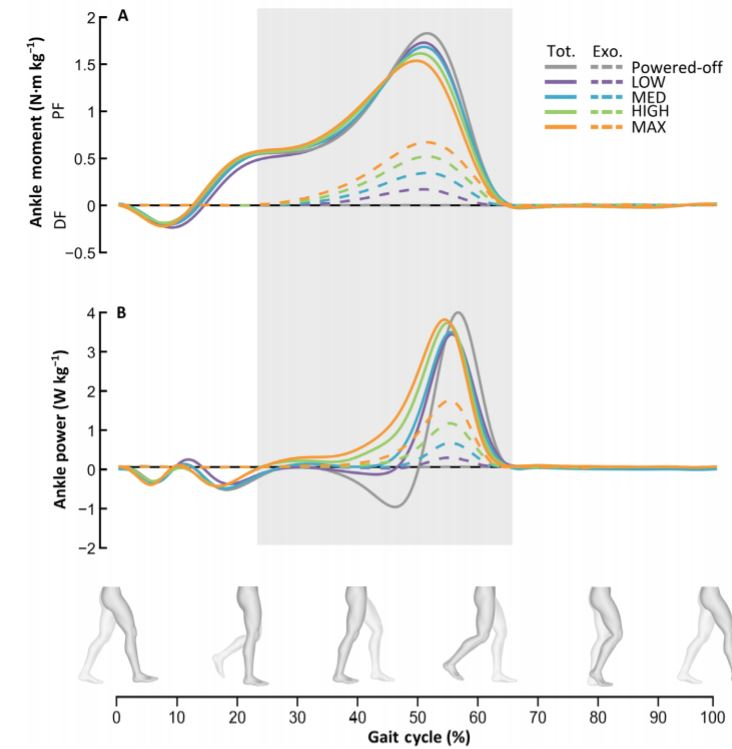 A
Ankle moment (N·m kg⁻¹)
PF
DF
2
1.5
1
0.5
0
−0.5
Tot. Exo.
Powered-off
LOW
MED
HIGH
MAX
B
Ankle power (W kg⁻¹)
4
3
2
1
0
−1
−2
0 10 20 30 40 50 60 70 80 90 100
Gait cycle (%)